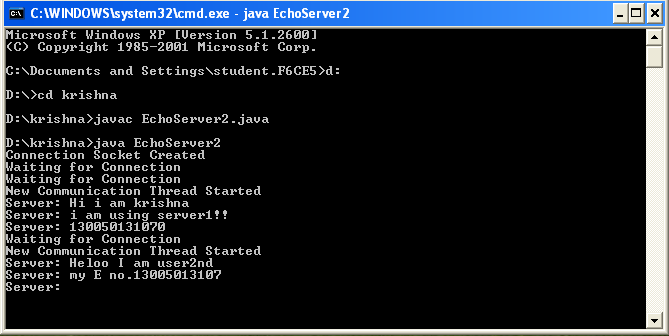 C:\WINDOWS\system32\cmd.exe - java EchoServer2
Microsoft Windows XP [Version 5.1.2600]
(C) Copyright 1985-2001 Microsoft Corp.
C:\Documents and Settings\student.F6CE5>d:
D:\>cd krishna
D:\krishna>javac EchoServer2.java
D:\krishna>java EchoServer2
Connection Socket Created
Waiting for Connection
Waiting for Connection
New Communication Thread Started
Server: Hi i am krishna
Server: i am using server1!!
Server: 130050131070
Waiting for Connection
New Communication Thread Started
Server: Heloo I am user2nd
Server: my E no.13005013107
Server: